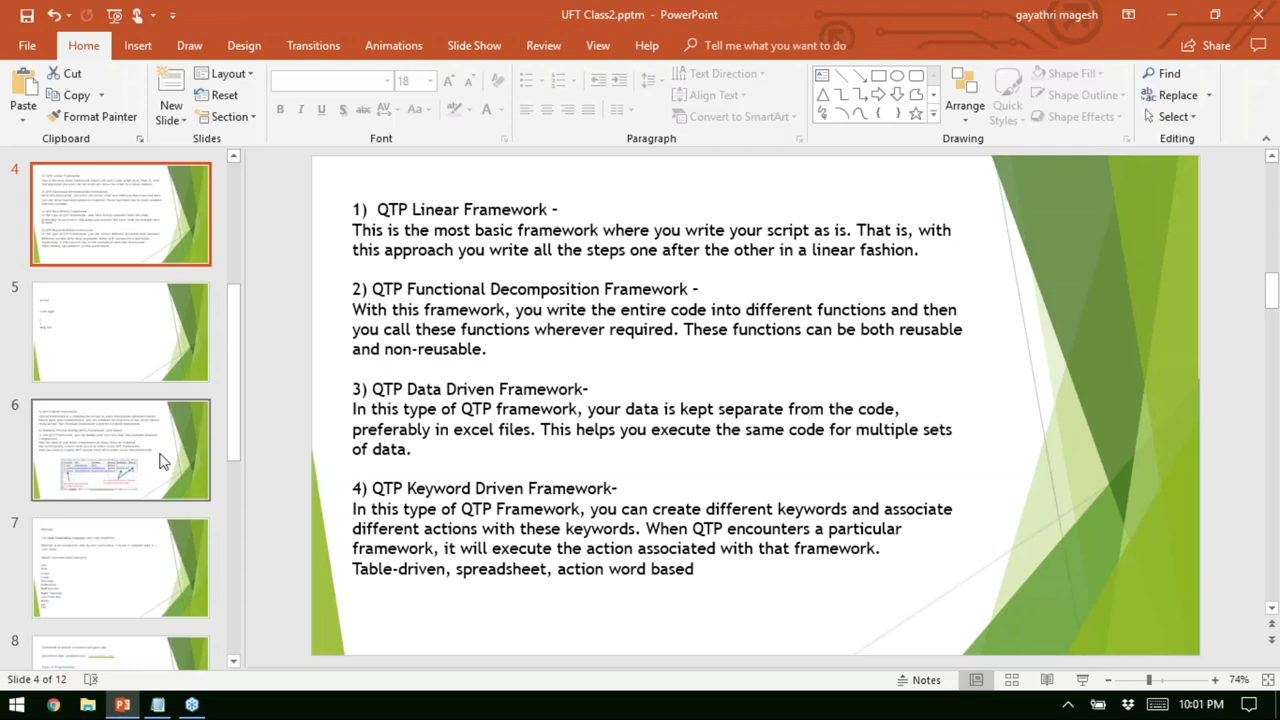 UFT Class2.pptm - PowerPoint
gayathri magesh
File
Home
Insert
Draw
Design
Transitions
Animations
Slide Show
Review
View
Help
Tell me what you want to do
Share
Paste
Cut
Copy
Format Painter
Clipboard
New
Slide
Layout
Reset
Section
Slides
18
B I U S abc AV Aa
Font
Text Direction
Align Text
Convert to SmartArt
Paragraph
Arrange
Quick
Styles
Shape Fill
Shape Outline
Shape Effects
Drawing
Find
Replace
Select
Editing
4
5
6
7
8
1) QTP Linear Framework -
This is the most basic framework where you write your script as is. That is, with
this approach you write all the steps one after the other in a linear fashion.
2) QTP Functional Decomposition Framework -
With this framework, you write the entire code into different functions and then
you call these functions wherever required. These functions can be both reusable
and non-reusable.
3) QTP Data Driven Framework-
In this type of QTP framework, your data is kept separate from the code,
preferably in excel files. This helps you execute the same code for multiple sets
of data.
4) QTP Keyword Driven Framework-
In this type of QTP Framework, you can create different keywords and associate
different actions with these keywords. When QTP encounters a particular
framework, it will execute the action associated with that framework.
Table-driven, spreadsheet, action word based
Slide 4 of 12
Notes
74%
10:01 PM